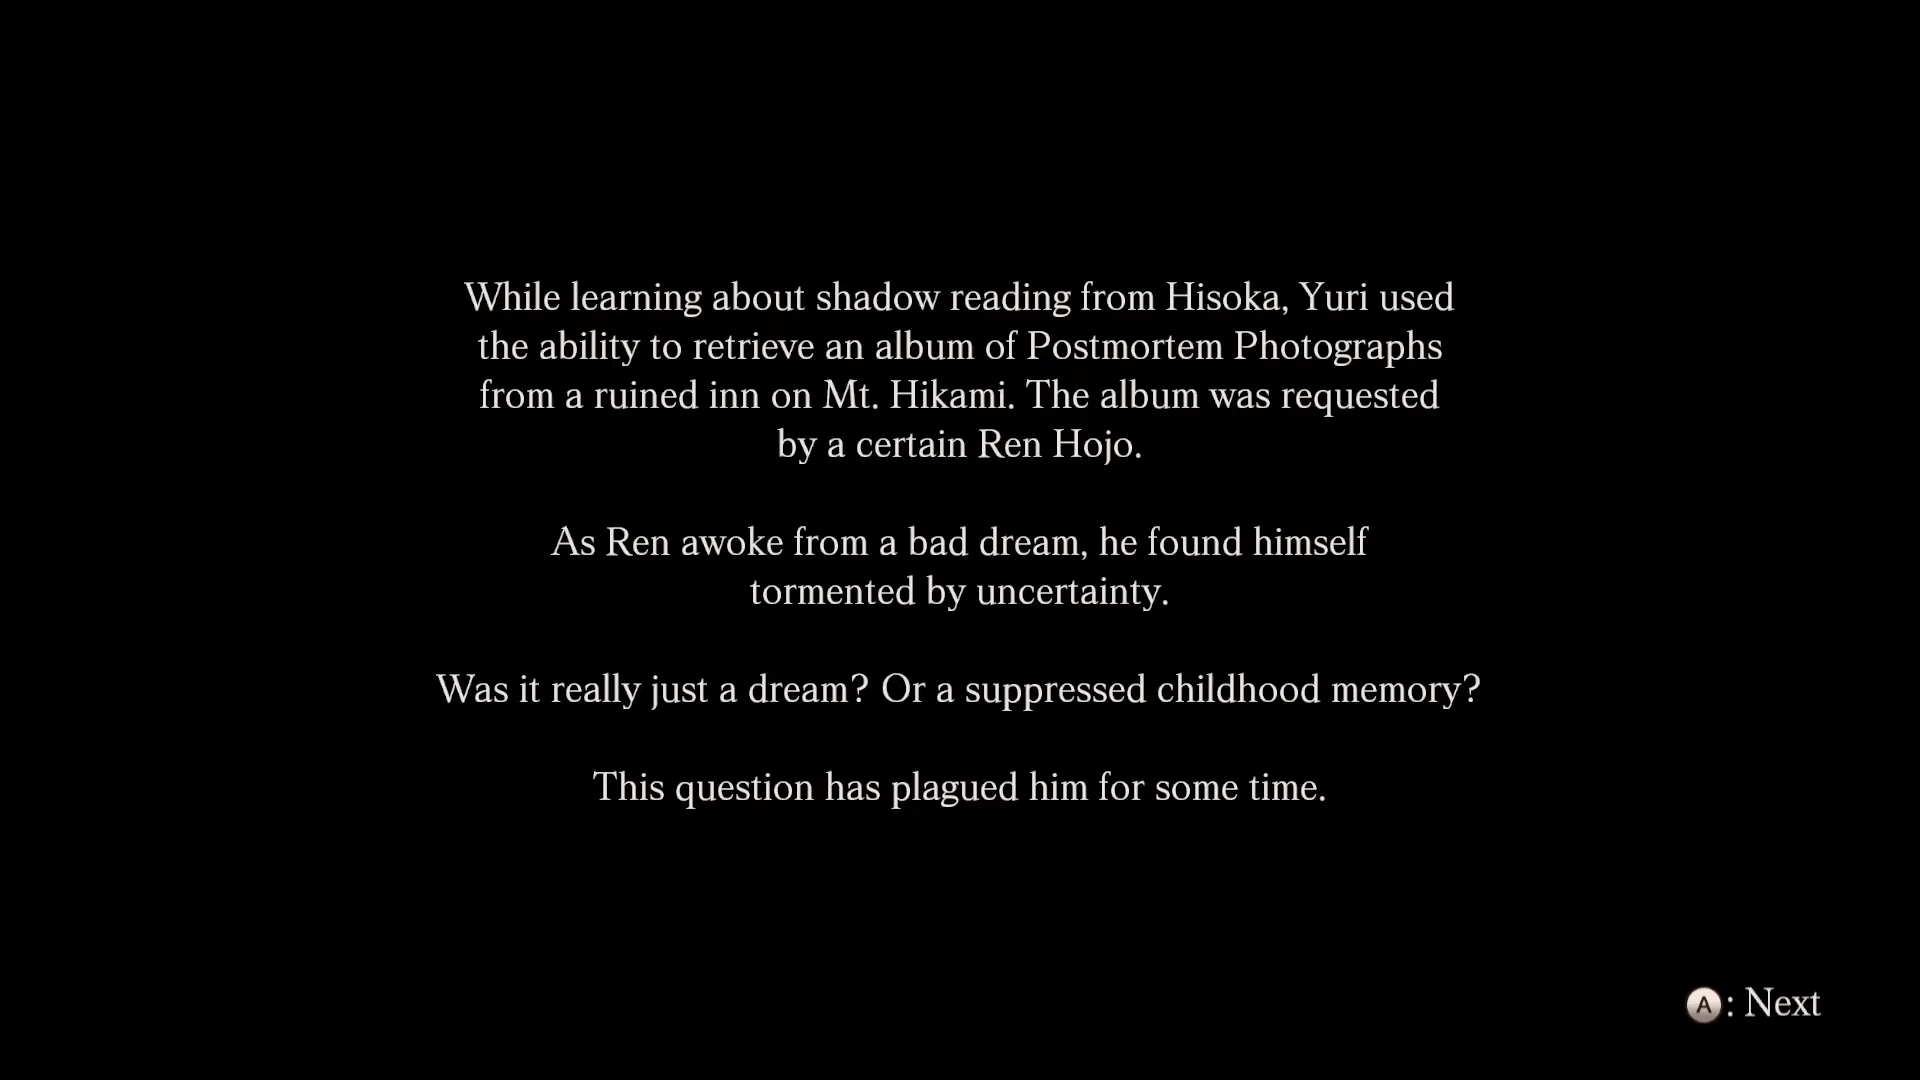 While learning about shadow reading from Hisoka, Yuri used
the ability to retrieve an album of Postmortem Photographs
from a ruined inn on Mt. Hikami. The album was requested
by a certain Ren Hojo.
As Ren awoke from a bad dream, he found himself
tormented by uncertainty.
Was it really just a dream? Or a suppressed childhood memory?
This question has plagued him for some time.
A: Next